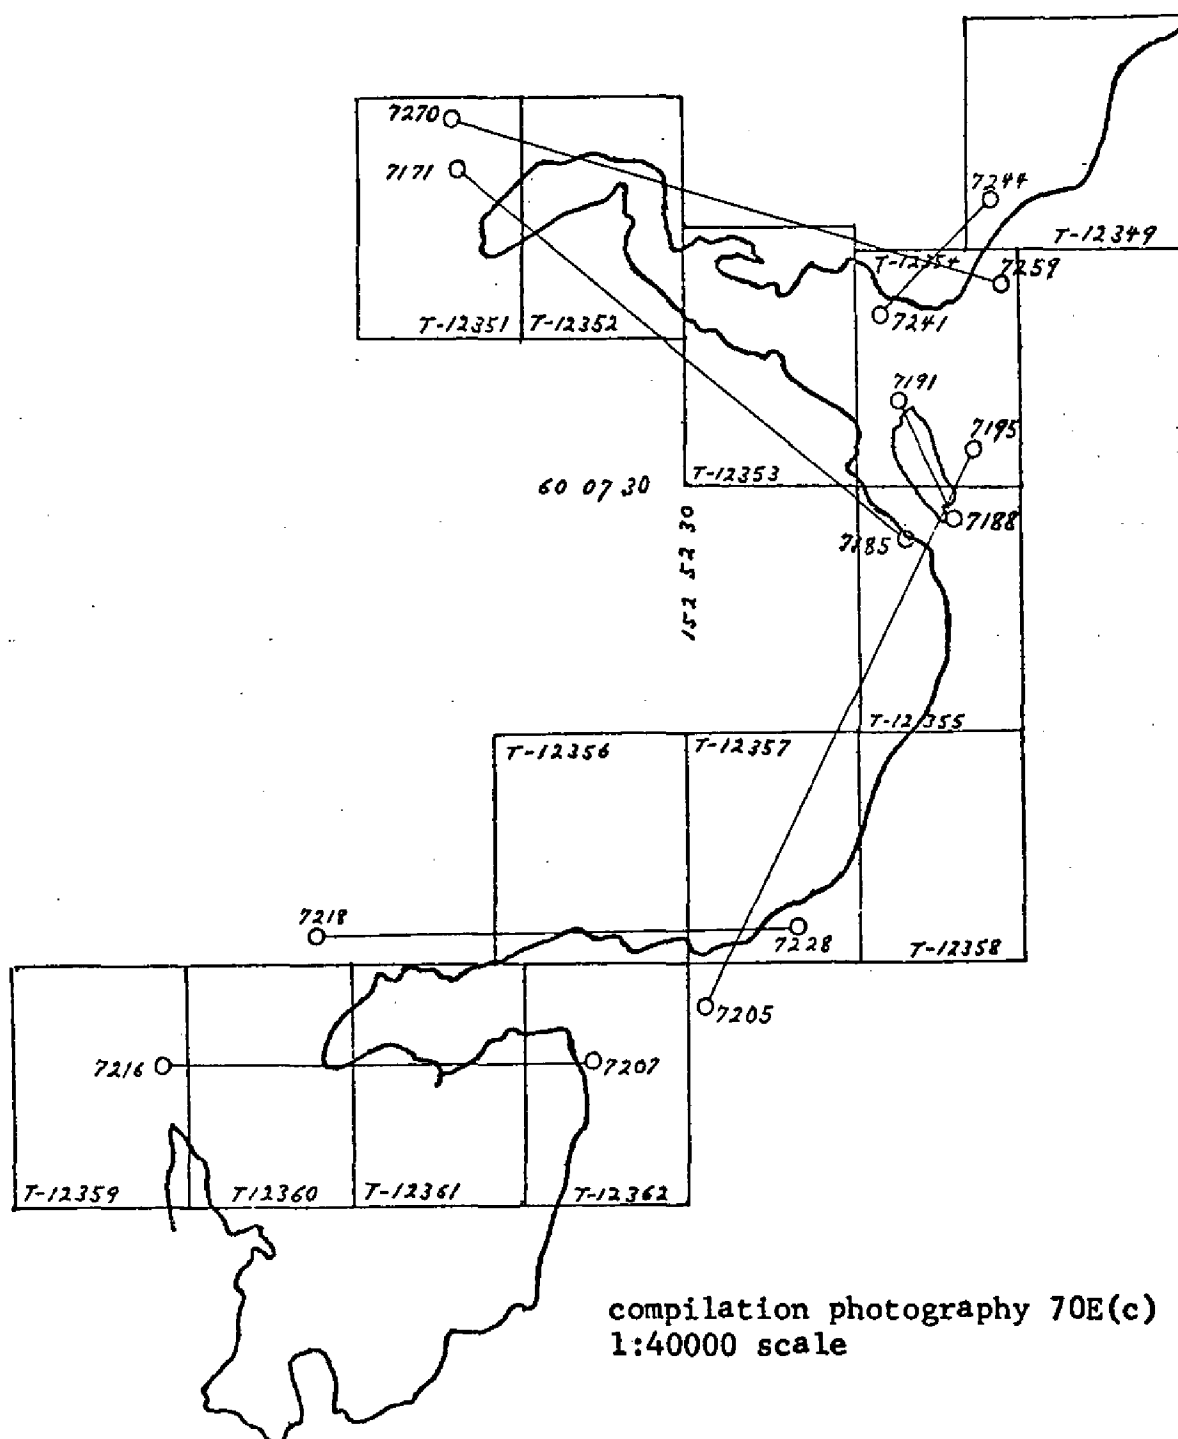 7270
7171
7244
T-12349
T-12354
7259
7241
T-12351
T-12352
7191
7195
T-12353
60 07 30
7188
7185
152 52 30
T-12355
T-12356
T-12357
7218
7228
T-12358
7205
7216
7207
T-12359
T12360
T-12361
T-12362
compilation photography 70E(c)
1:40000 scale